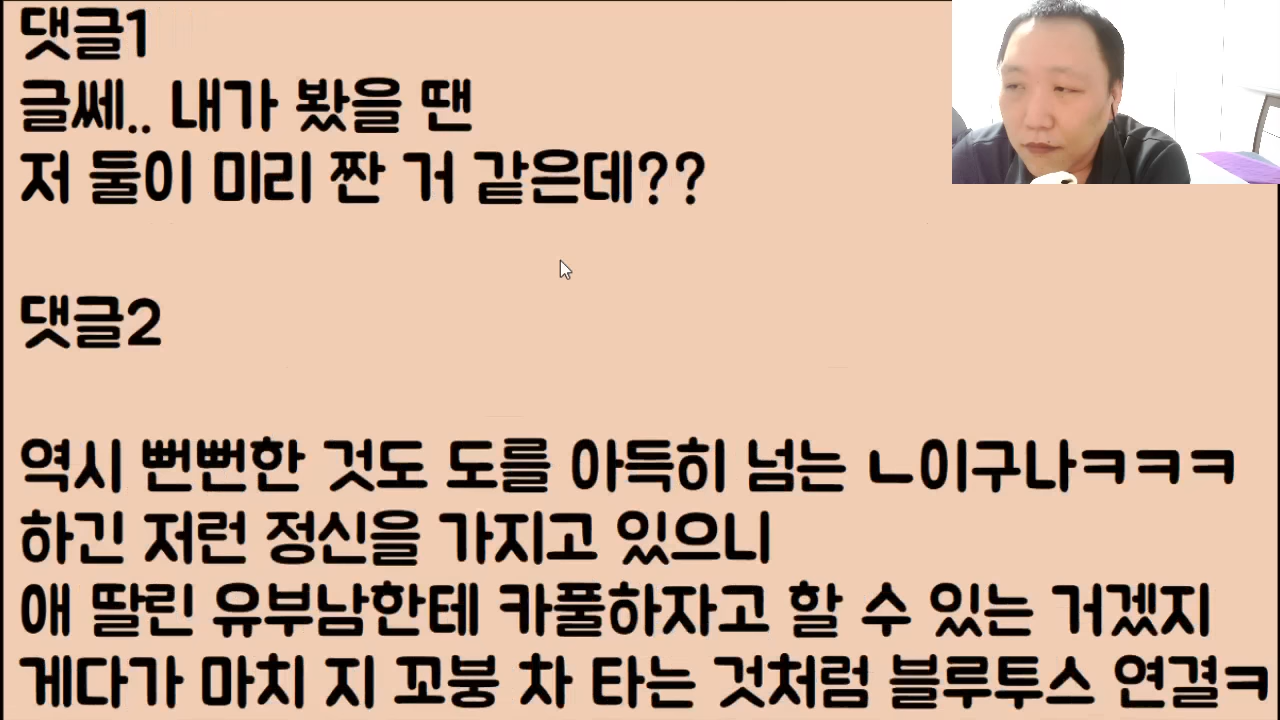 댓글1
글쎄.. 내가 봤을 땐
저 둘이 미리 짠 거 같은데??
댓글2
역시 뻔뻔한 것도 도를 아득히 넘는 ㄴ이구나ㅋㅋㅋ
하긴 저런 정신을 가지고 있으니
애 딸린 유부남한테 카풀하자고 할 수 있는 거겠지
게다가 마치 지 꼬붕 차 타는 것처럼 블루투스 연결ㅋ